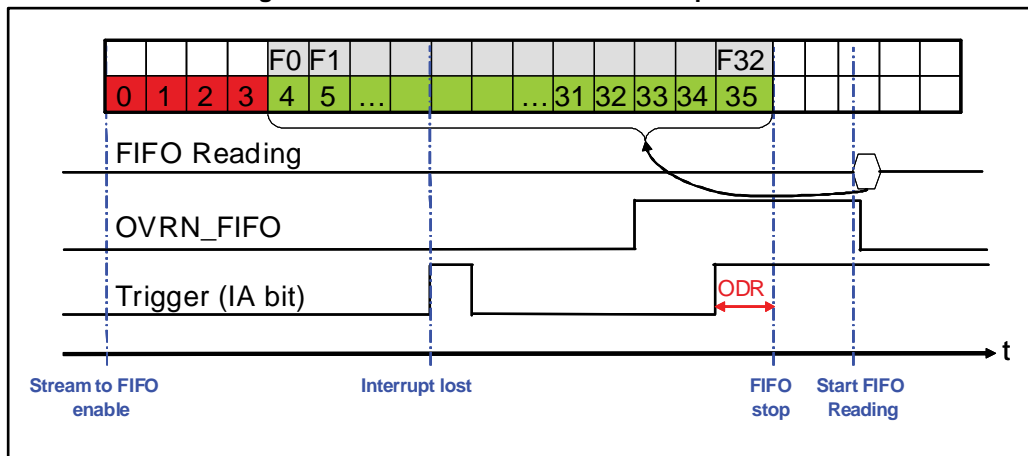 F0 F1 F32
0 1 2 3 4 5 ... ...31 32 33 34 35
FIFO Reading
OVRN_FIFO
Trigger (IA bit)
ODR
t
Stream to FIFO
enable
Interrupt lost
FIFO
stop
Start FIFO
Reading